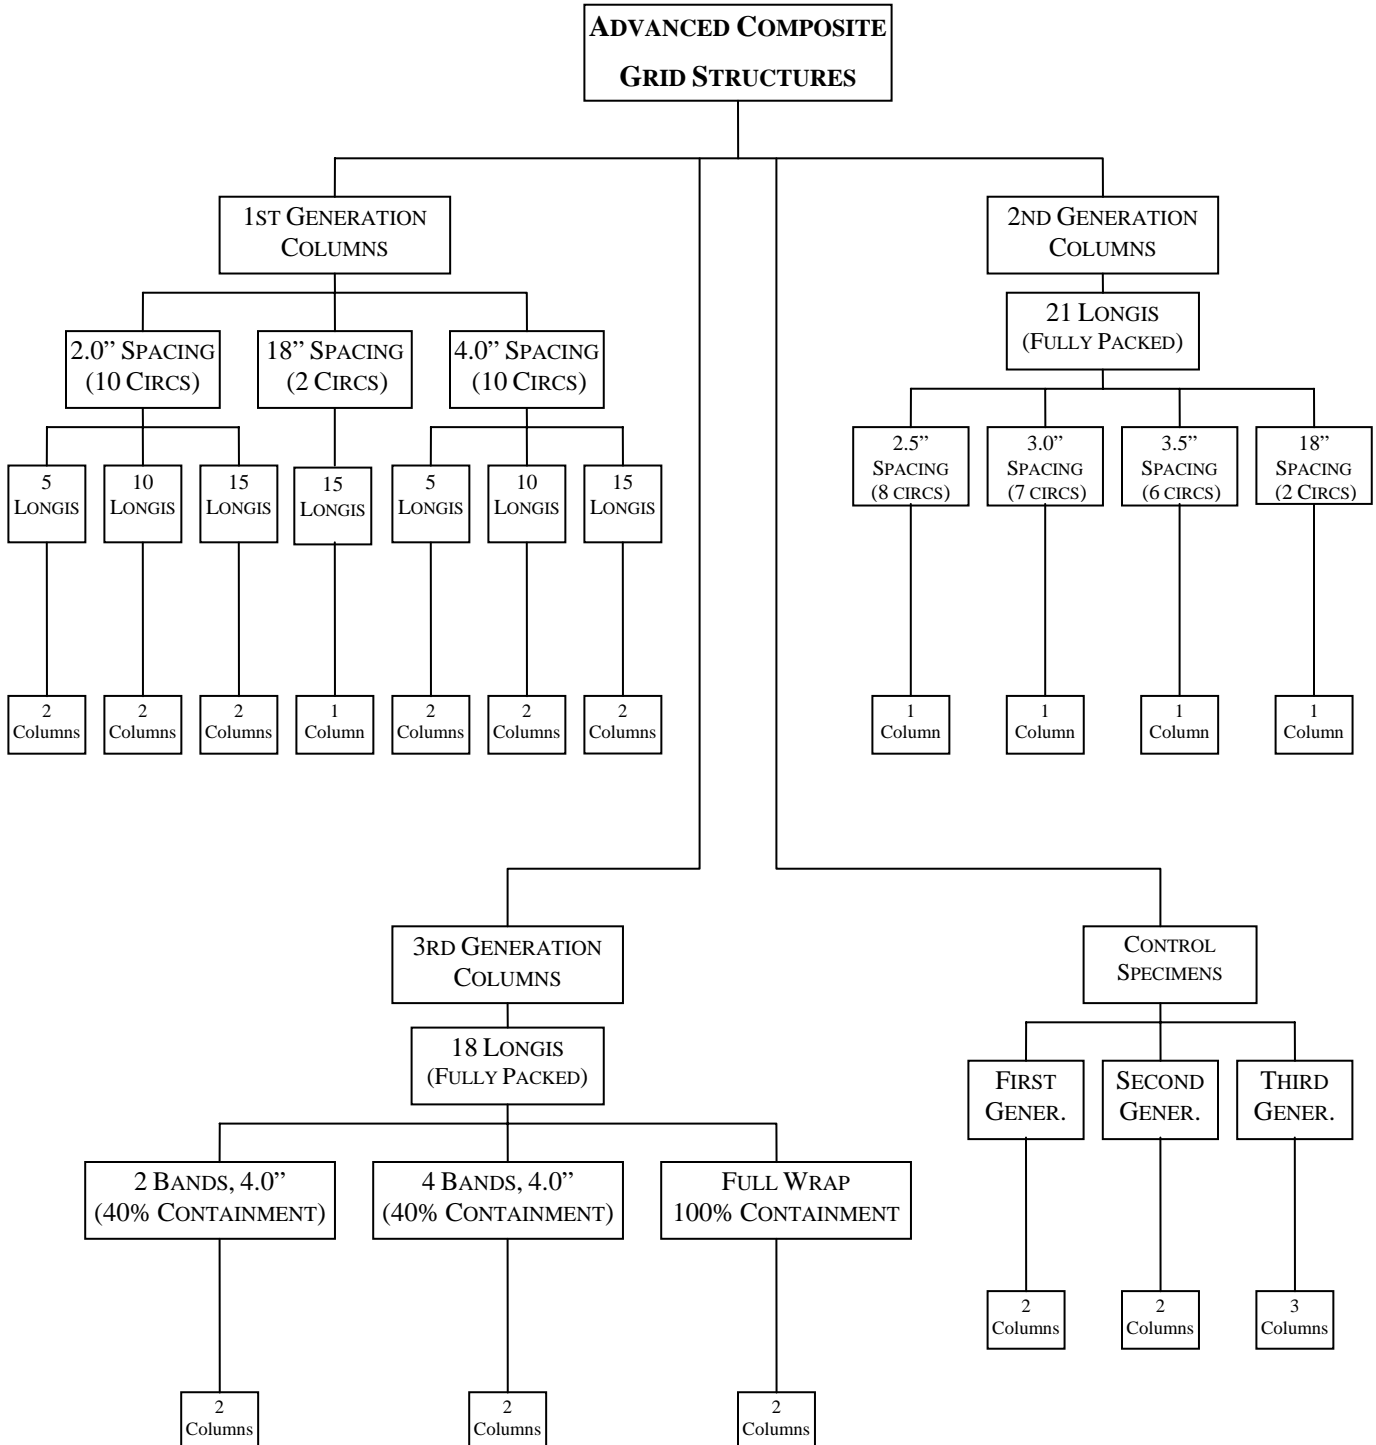 ADVANCED COMPOSITE
GRID STRUCTURES
1ST GENERATION
COLUMNS
2.0” SPACING
(10 CIRCS)
18” SPACING
(2 CIRCS)
4.0” SPACING
(10 CIRCS)
5
LONGIS
10
LONGIS
15
LONGIS
15
LONGIS
5
LONGIS
10
LONGIS
15
LONGIS
2
Columns
2
Columns
2
Columns
1
Column
2
Columns
2
Columns
2
Columns
2ND GENERATION
COLUMNS
21 LONGIS
(FULLY PACKED)
2.5”
SPACING
(8 CIRCS)
3.0”
SPACING
(7 CIRCS)
3.5”
SPACING
(6 CIRCS)
18”
SPACING
(2 CIRCS)
1
Column
1
Column
1
Column
1
Column
3RD GENERATION
COLUMNS
18 LONGIS
(FULLY PACKED)
2 BANDS, 4.0”
(40% CONTAINMENT)
4 BANDS, 4.0”
(40% CONTAINMENT)
FULL WRAP
100% CONTAINMENT
2
Columns
2
Columns
2
Columns
CONTROL
SPECIMENS
FIRST
GENER.
SECOND
GENER.
THIRD
GENER.
2
Columns
2
Columns
3
Columns